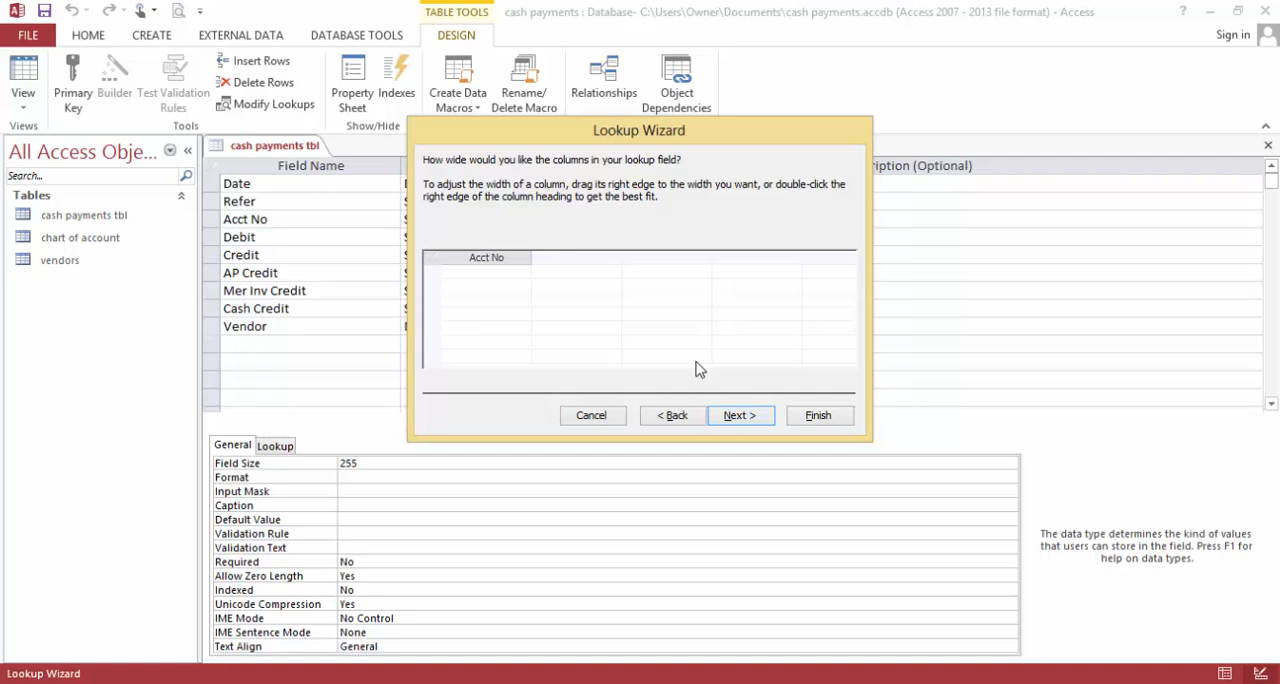 TABLE TOOLS
cash payments : Database- C:\Users\Owner\Documents\cash payments.accdb (Access 2007 - 2013 file format) - Access
?
FILE
HOME
CREATE
EXTERNAL DATA
DATABASE TOOLS
DESIGN
Sign in
View
Primary Key
Builder
Test Validation Rules
Insert Rows
Delete Rows
Modify Lookups
Property Sheet
Indexes
Create Data Macros
Rename/ Delete Macro
Relationships
Object Dependencies
Views
Tools
Show/Hide
All Access Obje...
Search...
Tables
cash payments tbl
chart of account
vendors
cash payments tbl
Field Name
ription (Optional)
Date
Refer
Acct No
Debit
Credit
AP Credit
Mer Inv Credit
Cash Credit
Vendor
Lookup Wizard
How wide would you like the columns in your lookup field?
To adjust the width of a column, drag its right edge to the width you want, or double-click the
right edge of the column heading to get the best fit.
Acct No
Cancel
< Back
Next >
Finish
General
Lookup
Field Size 255
Format
Input Mask
Caption
Default Value
Validation Rule
Validation Text
Required No
Allow Zero Length Yes
Indexed No
Unicode Compression Yes
IME Mode No Control
IME Sentence Mode None
Text Align General
The data type determines the kind of values
that users can store in the field. Press F1 for
help on data types.
Lookup Wizard